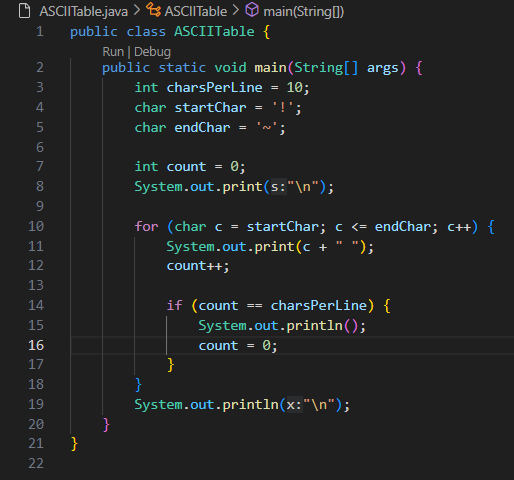 ASCIITable.java > ASCIITable > main(String[])
1 public class ASCIITable {
Run | Debug
2 public static void main(String[] args) {
3 int charsPerLine = 10;
4 char startChar = '!';
5 char endChar = '~';
6
7 int count = 0;
8 System.out.print(s:"\n");
9
10 for (char c = startChar; c <= endChar; c++) {
11 System.out.print(c + " ");
12 count++;
13
14 if (count == charsPerLine) {
15 System.out.println();
16 count = 0;
17 }
18 }
19 System.out.println(x:"\n");
20 }
21 }
22